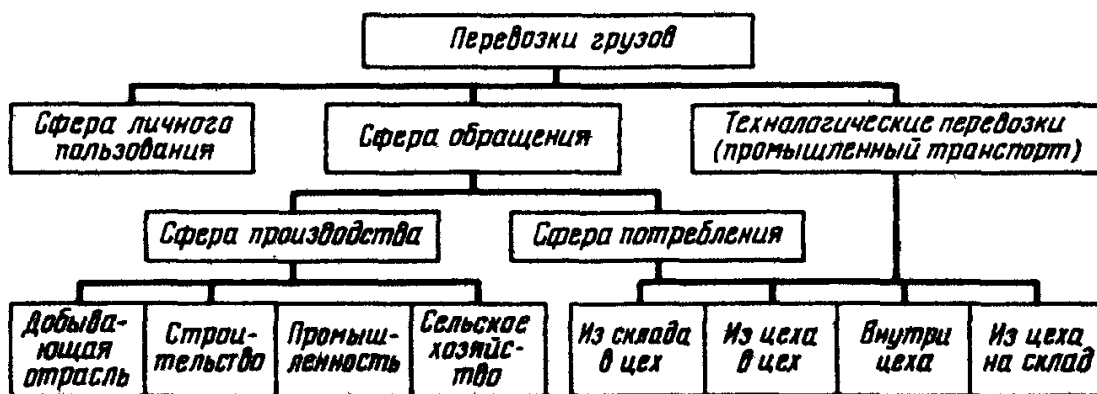 Перевозки грузов
Сфера личного
пользования
Сфера обращения
Технологические перевозки
(промышленный транспорт)
Сфера производства
Сфера потребления
Добыва-
ющая
отрасль
Строи-
тельство
Промыш-
ленность
Сельское
хозяйс-
тво
Из склада
в цех
Из цеха
в цех
Внутри
цеха
Из цеха
на склад